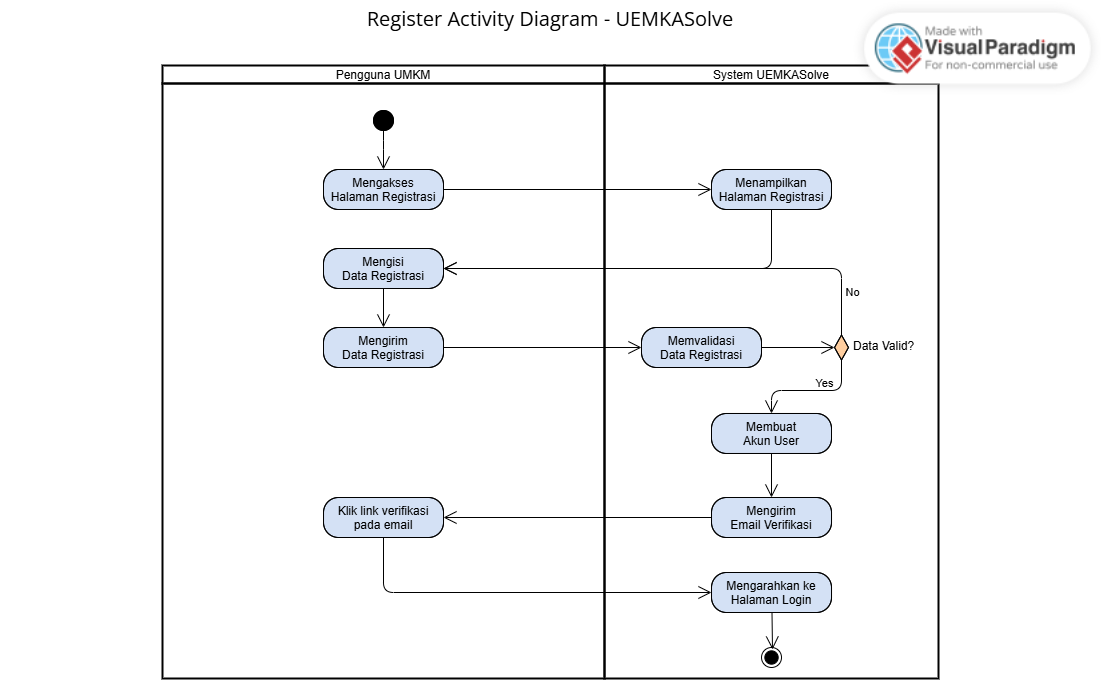 Register Activity Diagram - UEMKASolve
Made with
Visual Paradigm
For non-commercial use
Pengguna UMKM
System UEMKASolve
Mengakses
Halaman Registrasi
Menampilkan
Halaman Registrasi
Mengisi
Data Registrasi
No
Mengirim
Data Registrasi
Memvalidasi
Data Registrasi
Data Valid?
Yes
Membuat
Akun User
Klik link verifikasi
pada email
Mengirim
Email Verifikasi
Mengarahkan ke
Halaman Login